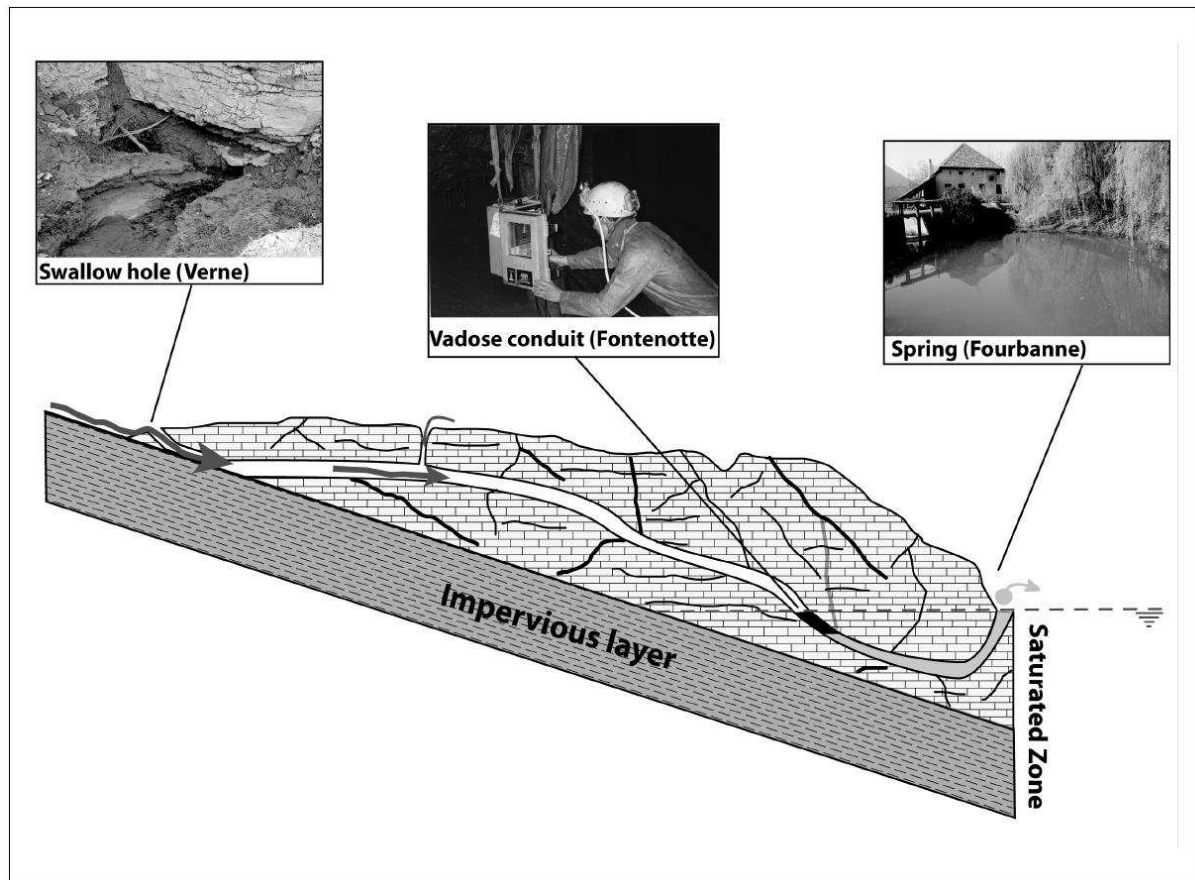 Swallow hole (Verne)
Vadose conduit (Fontenotte)
Spring (Fourbanne)
Impervious layer
Saturated Zone